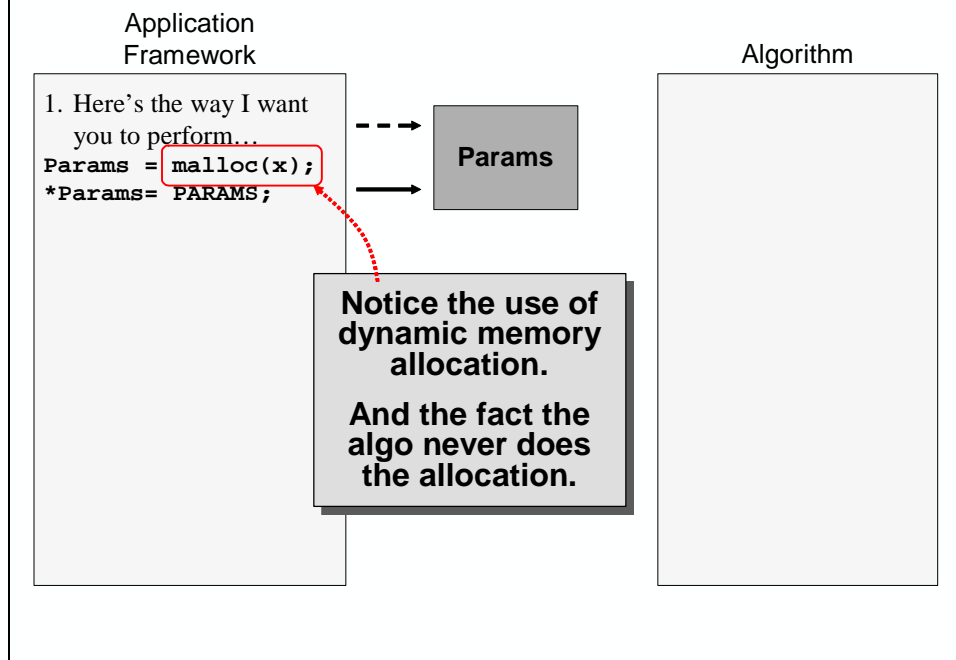 Application
Framework
Algorithm
1. Here's the way I want
you to perform…
Params = malloc(x);
*Params= PARAMS;
Params
Notice the use of
dynamic memory
allocation.
And the fact the
algo never does
the allocation.